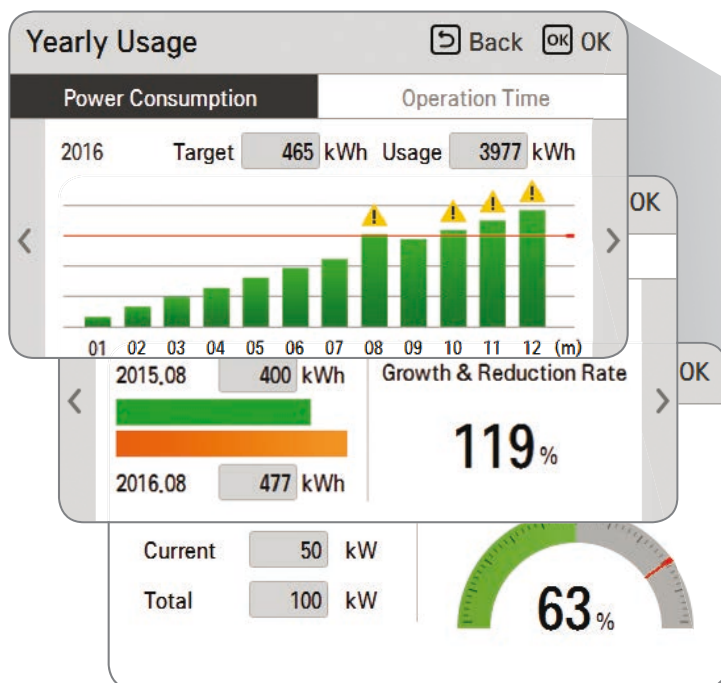 Yearly Usage Back OK OK
Power Consumption Operation Time
2016 Target 465 kWh Usage 3977 kWh
OK
01 02 03 04 05 06 07 08 09 10 11 12 (m)
2015.08 400 kWh Growth & Reduction Rate
OK
119%
2016.08 477 kWh
Current 50 kW
Total 100 kW
63%